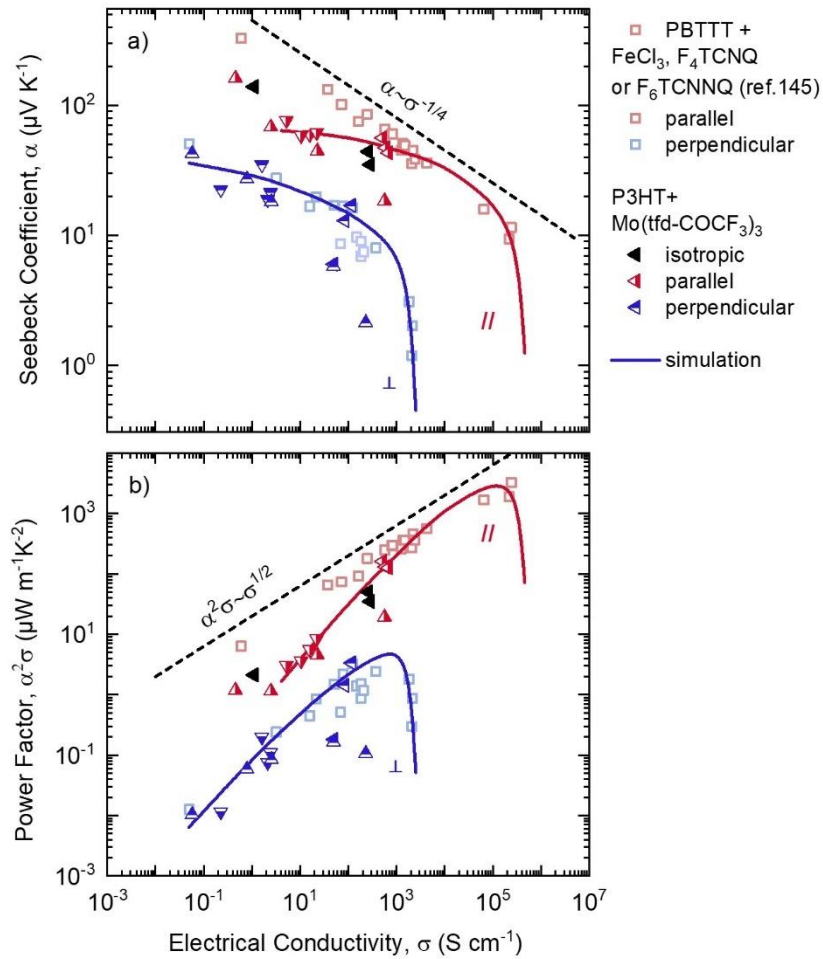 a)
Seebeck Coefficient, α (µV K⁻¹)
10²
10¹
10⁰
α~σ⁻¹/⁴
//
⊥
PBTTT +
FeCl₃, F₄TCNQ
or F₆TCNNQ (ref.145)
parallel
perpendicular
P3HT+
Mo(tfd-COCF₃)₃
isotropic
parallel
perpendicular
simulation
b)
Power Factor, α²σ (µW m⁻¹K⁻²)
10³
10¹
10⁻¹
10⁻³
α²σ~σ¹/²
//
⊥
10⁻³ 10⁻¹ 10¹ 10³ 10⁵ 10⁷
Electrical Conductivity, σ (S cm⁻¹)